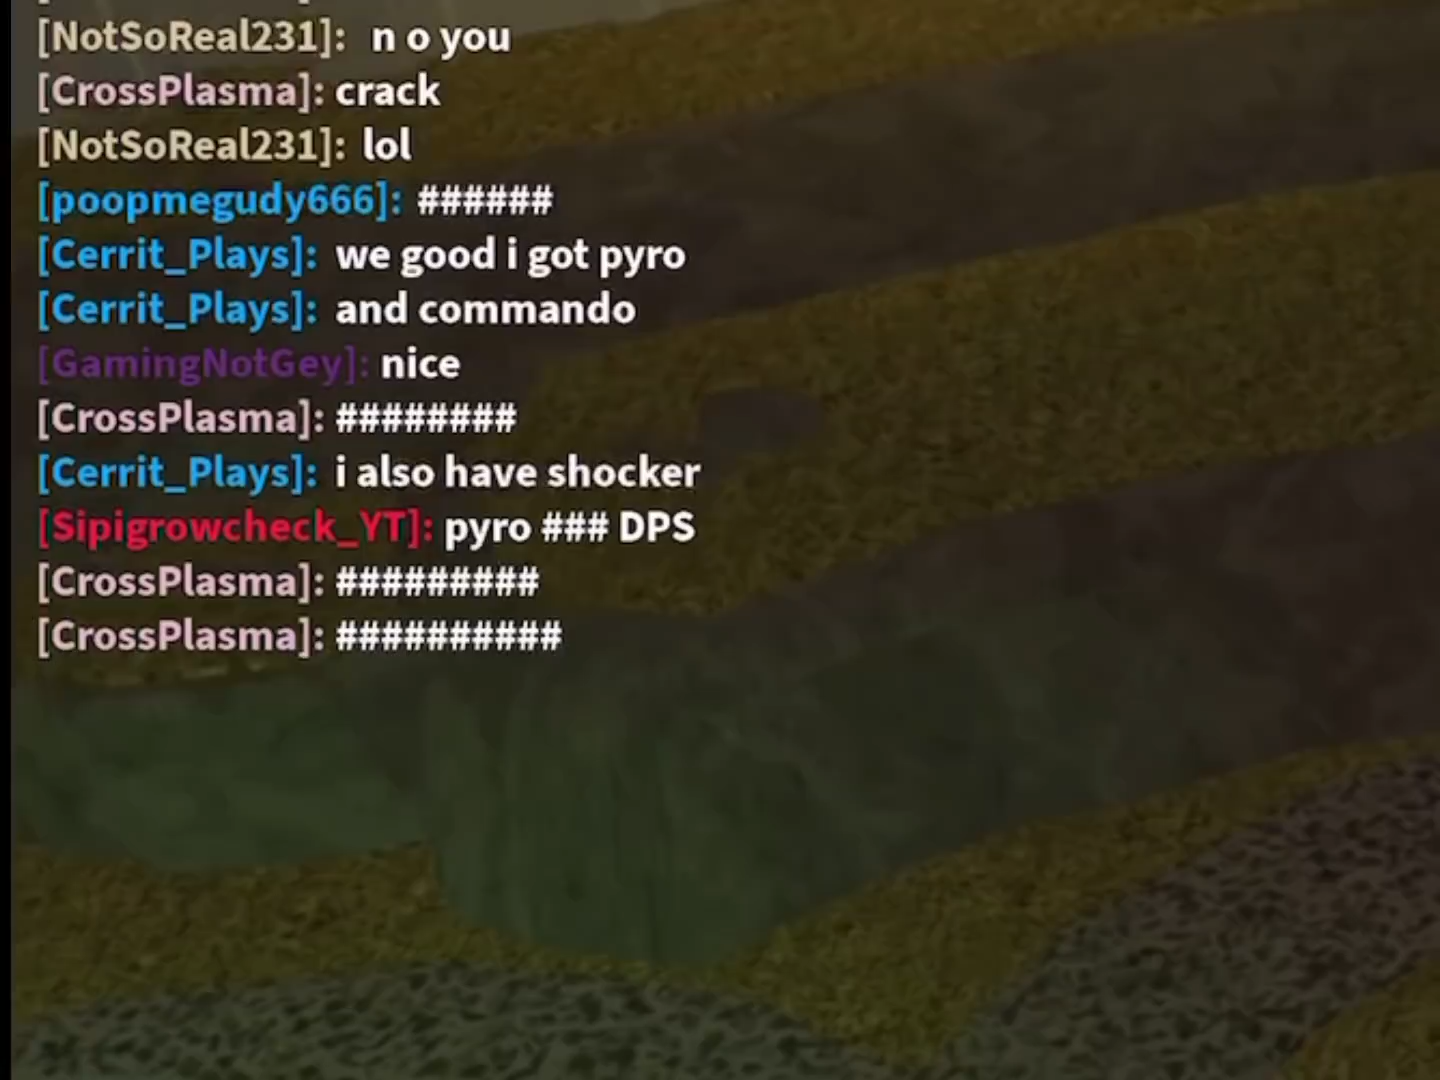 [NotSoReal231]: n o you
[CrossPlasma]: crack
[NotSoReal231]: lol
[poopmegudy666]: ######
[Cerrit_Plays]: we good i got pyro
[Cerrit_Plays]: and commando
[GamingNotGey]: nice
[CrossPlasma]: ########
[Cerrit_Plays]: i also have shocker
[Sipigrowcheck_YT]: pyro ### DPS
[CrossPlasma]: #########
[CrossPlasma]: ##########